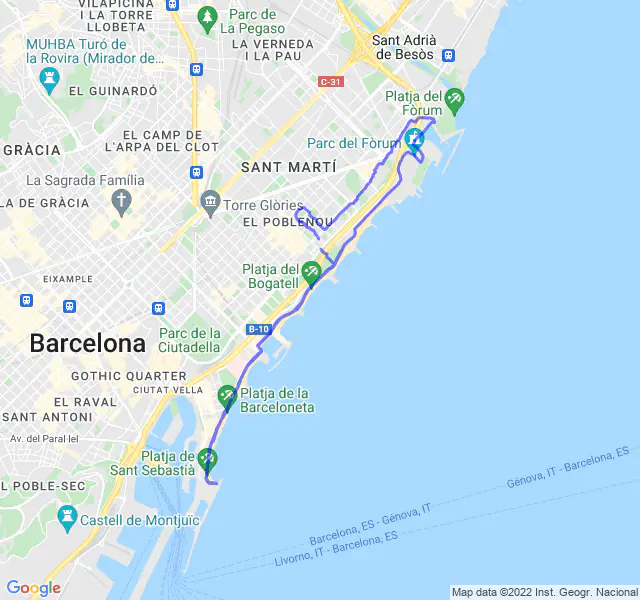 VILAPICINA
I LA TORRE
LLOBETA
Parc de
La Pegaso
MUHBA Turó de
la Rovira (Mirador de...
LA VERNEDA
I LA PAU
Sant Adrià
de Besòs
C-31
EL GUINARDÓ
Platja del
Fòrum
EL CAMP DE
L'ARPA DEL CLOT
Parc del Fòrum
GRÀCIA
SANT MARTÍ
La Sagrada Família
LA DE GRÀCIA
Torre Glòries
EL POBLENOU
EIXAMPLE
Platja del
Bogatell
B-10
Parc de la
Ciutadella
Barcelona
GOTHIC QUARTER
CIUTAT VELLA
EL RAVAL
Platja de la
Barceloneta
SANT ANTONI
Av. del Paral·lel
Platja de
Sant Sebastià
EL POBLE-SEC
Castell de Montjuïc
Génova, IT - Barcelona, ES
Barcelona, ES - Génova, IT
Livorno, IT - Barcelona, ES
Google
Map data ©2022 Inst. Geogr. Nacional